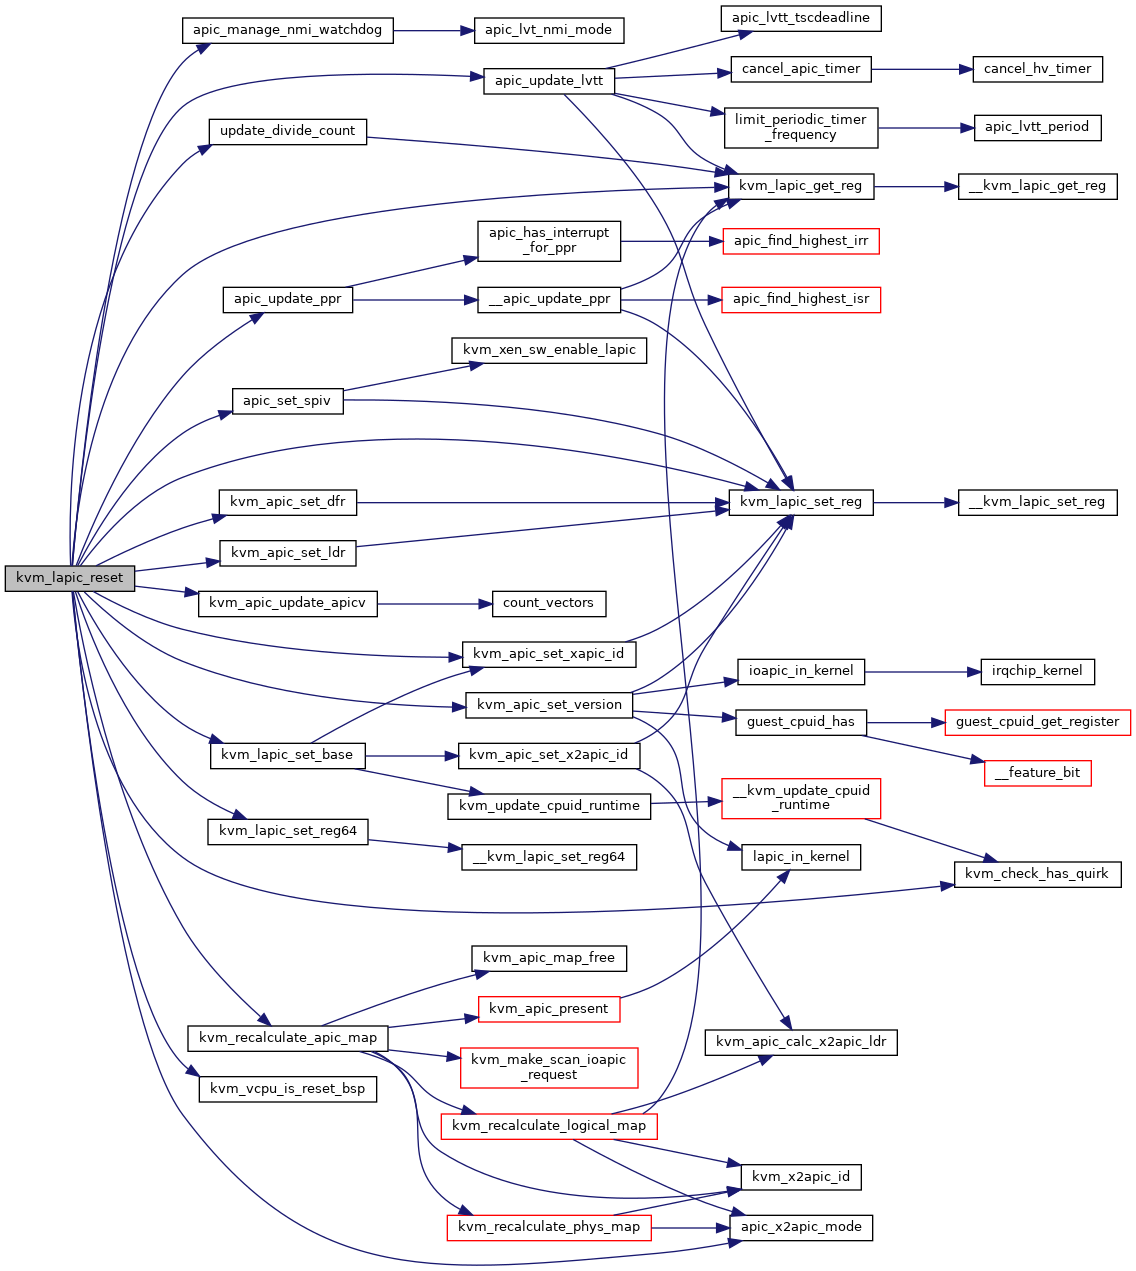 apic_lvtt_tscdeadline
apic_manage_nmi_watchdog
apic_lvt_nmi_mode
cancel_apic_timer
cancel_hv_timer
apic_update_lvtt
limit_periodic_timer
_frequency
apic_lvtt_period
update_divide_count
kvm_lapic_get_reg
__kvm_lapic_get_reg
apic_has_interrupt
_for_ppr
apic_find_highest_irr
apic_update_ppr
__apic_update_ppr
apic_find_highest_isr
kvm_xen_sw_enable_lapic
apic_set_spiv
kvm_apic_set_dfr
kvm_lapic_set_reg
__kvm_lapic_set_reg
kvm_apic_set_ldr
kvm_lapic_reset
kvm_apic_update_apicv
count_vectors
kvm_apic_set_xapic_id
ioapic_in_kernel
irqchip_kernel
kvm_apic_set_version
guest_cpuid_has
guest_cpuid_get_register
kvm_lapic_set_base
kvm_apic_set_x2apic_id
__feature_bit
kvm_update_cpuid_runtime
__kvm_update_cpuid
_runtime
kvm_lapic_set_reg64
__kvm_lapic_set_reg64
lapic_in_kernel
kvm_check_has_quirk
kvm_apic_map_free
kvm_apic_present
kvm_recalculate_apic_map
kvm_apic_calc_x2apic_ldr
kvm_make_scan_ioapic
_request
kvm_vcpu_is_reset_bsp
kvm_recalculate_logical_map
kvm_x2apic_id
kvm_recalculate_phys_map
apic_x2apic_mode